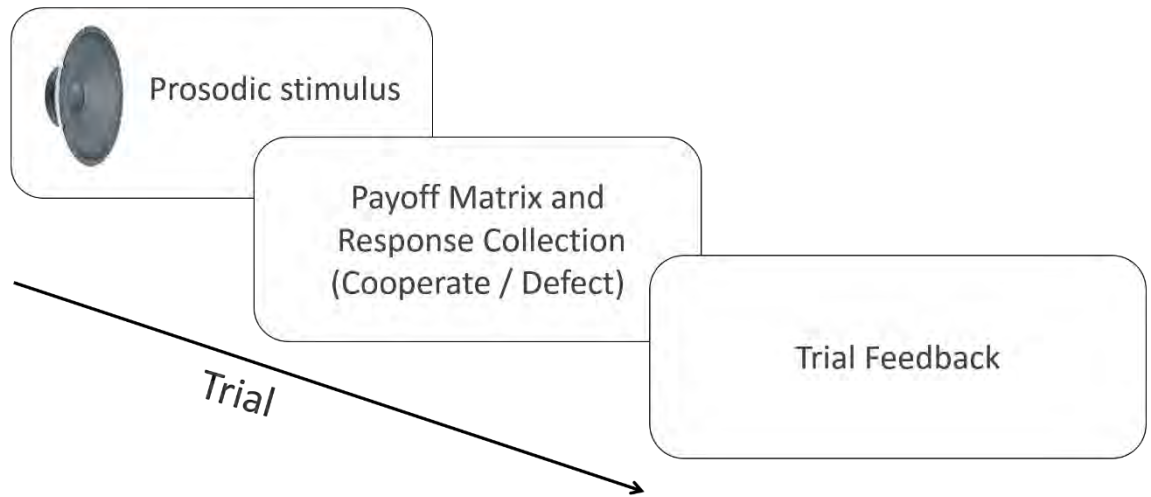 Prosodic stimulus
Payoff Matrix and
Response Collection
(Cooperate / Defect)
Trial Feedback
Trial